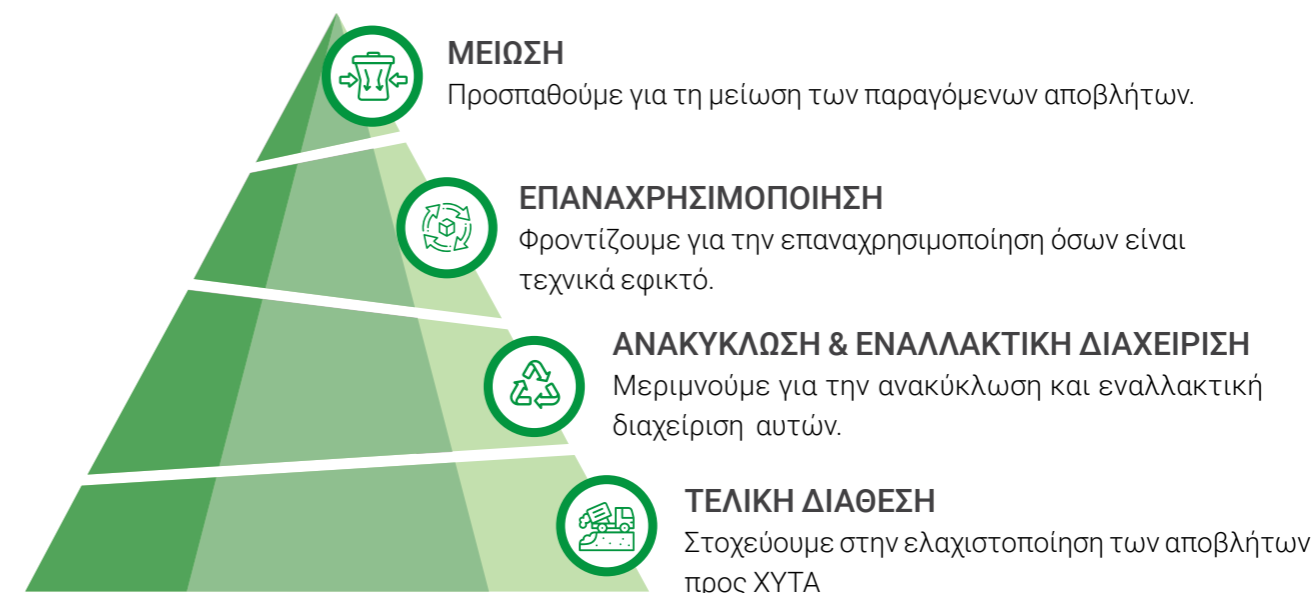 ΜΕΙΩΣΗ
Προσπαθούμε για τη μείωση των παραγόμενων αποβλήτων.
ΕΠΑΝΑΧΡΗΣΙΜΟΠΟΙΗΣΗ
Φροντίζουμε για την επαναχρησιμοποίηση όσων είναι
τεχνικά εφικτό.
ΑΝΑΚΥΚΛΩΣΗ & ΕΝΑΛΛΑΚΤΙΚΗ ΔΙΑΧΕΙΡΙΣΗ
Μεριμνούμε για την ανακύκλωση και εναλλακτική
διαχείριση αυτών.
ΤΕΛΙΚΗ ΔΙΑΘΕΣΗ
Στοχεύουμε στην ελαχιστοποίηση των αποβλήτων
προς ΧΥΤΑ